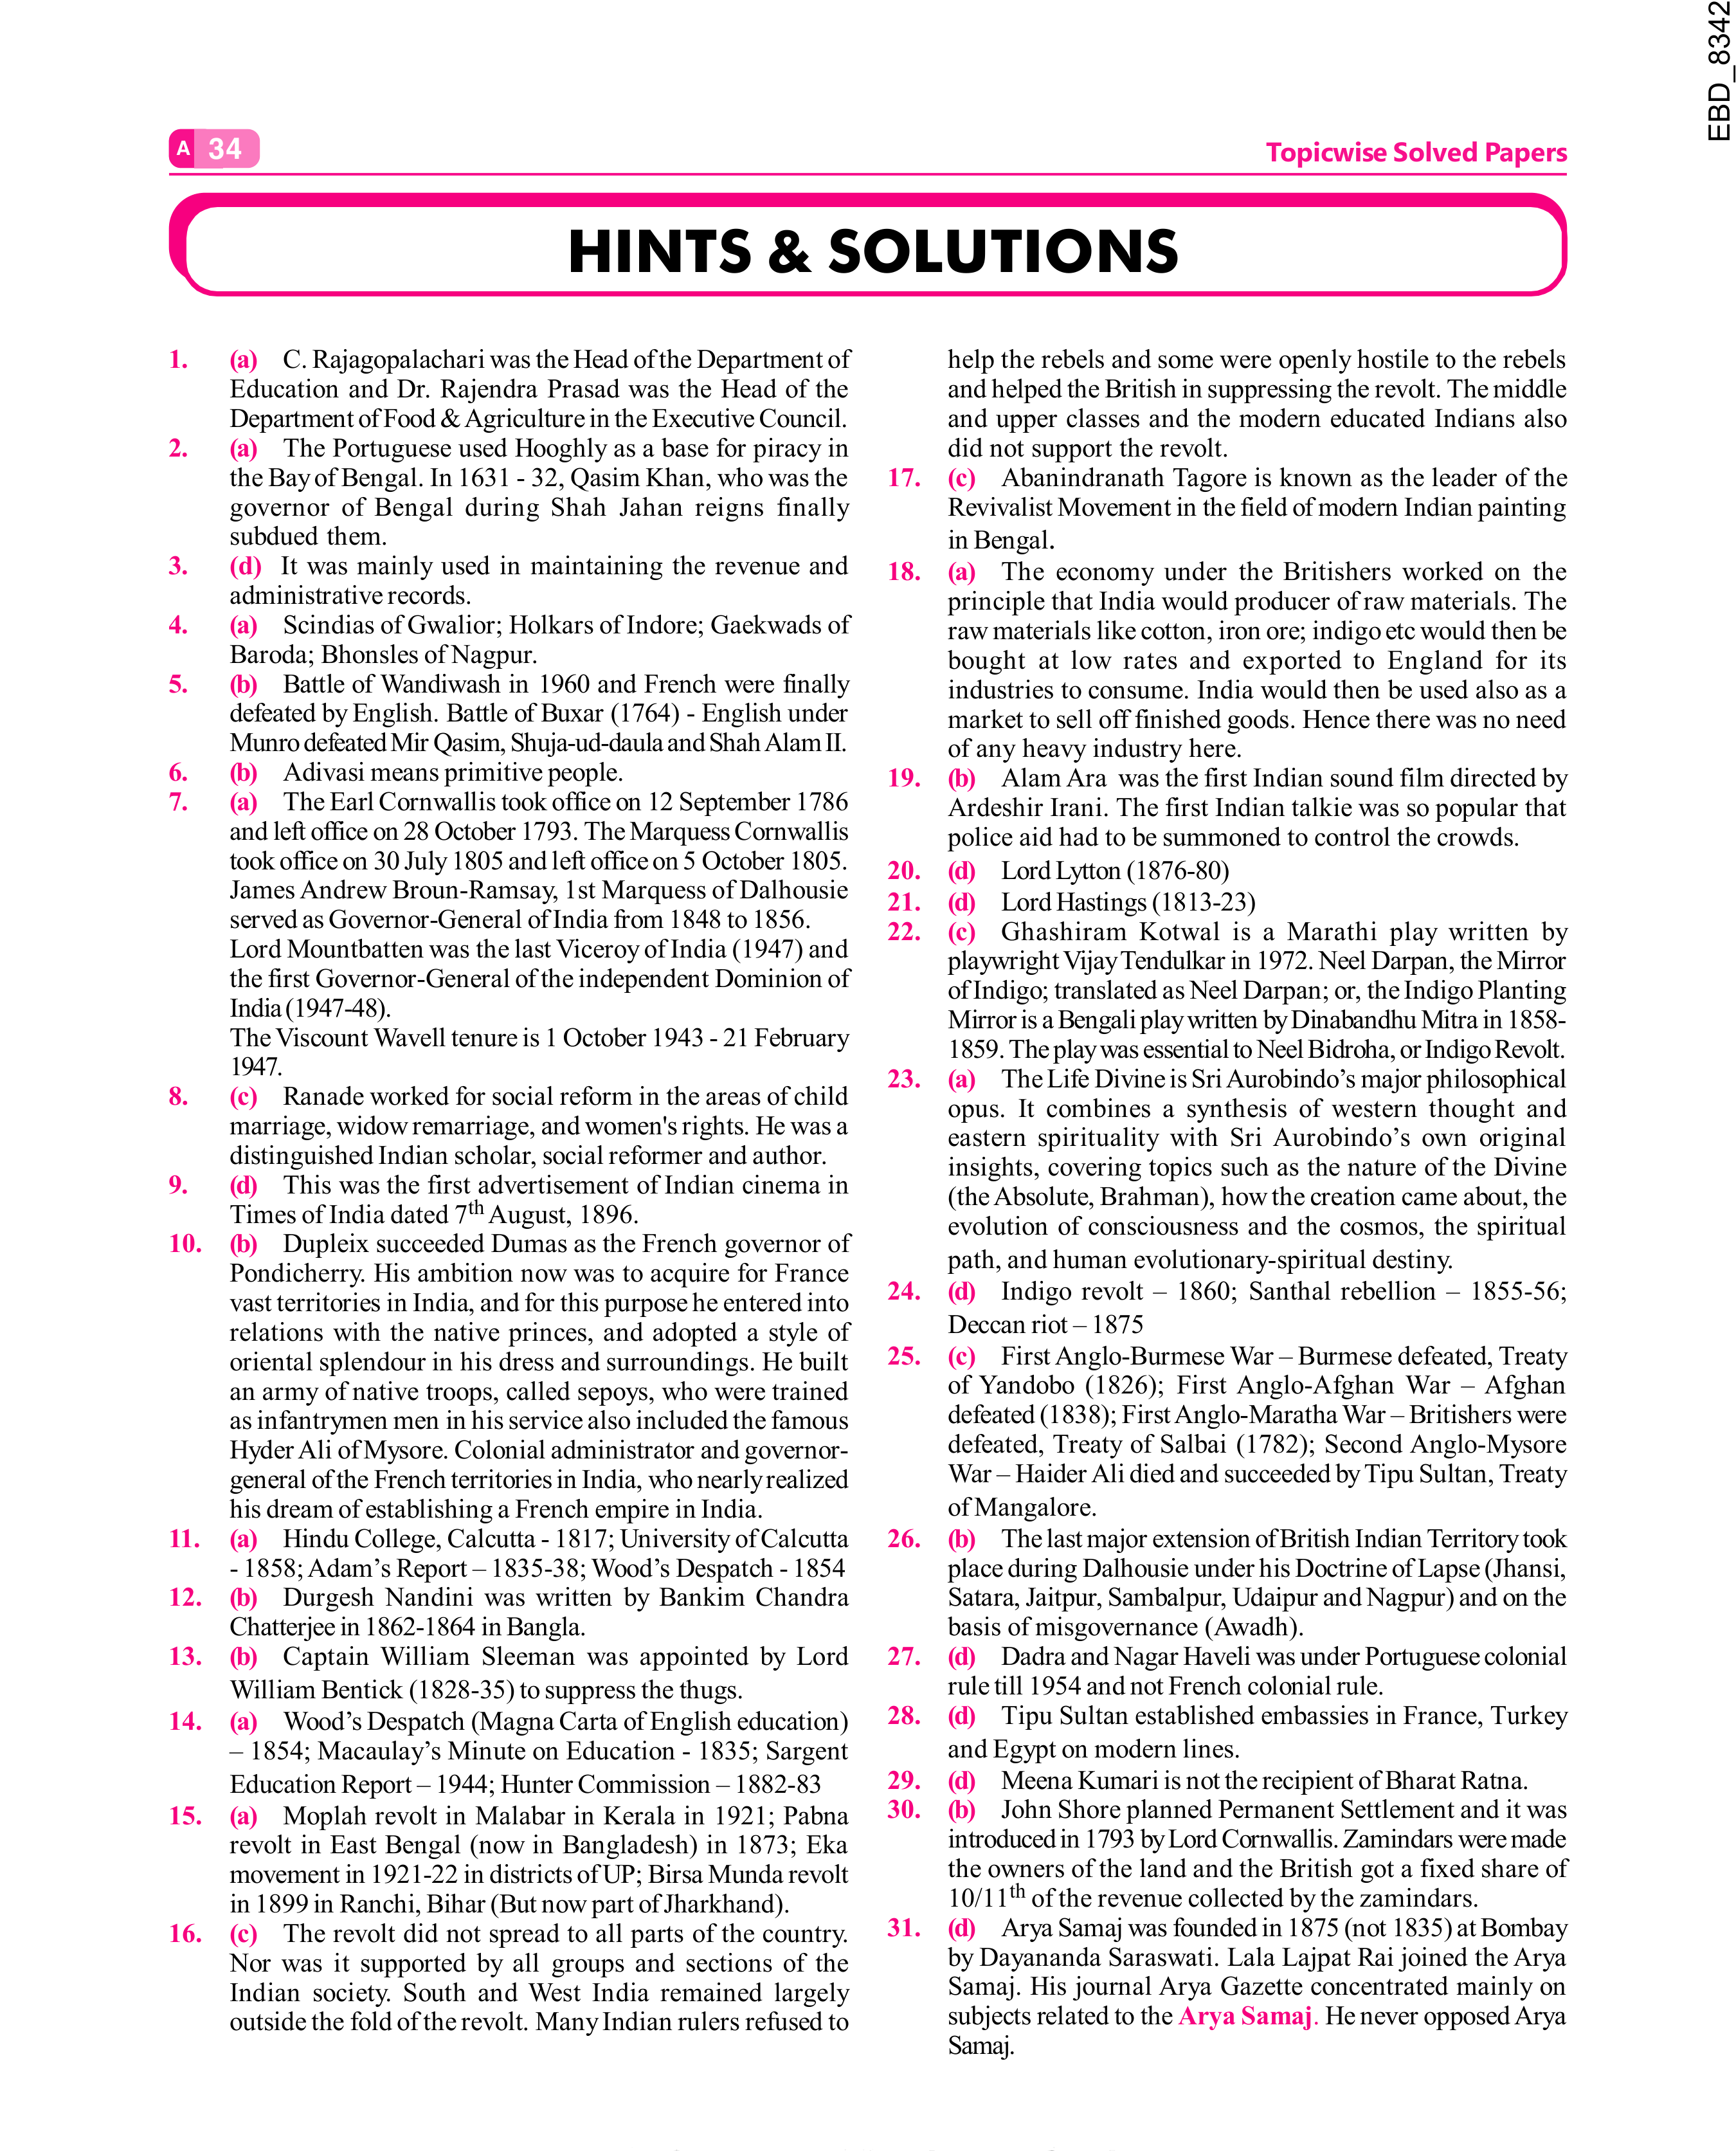 EBD_8342
A 34
Topicwise Solved Papers
HINTS & SOLUTIONS
1. (a) C. Rajagopalachari was the Head of the Department of
Education and Dr. Rajendra Prasad was the Head of the
Department of Food & Agriculture in the Executive Council.
2. (a) The Portuguese used Hooghly as a base for piracy in
the Bay of Bengal. In 1631 - 32, Qasim Khan, who was the
governor of Bengal during Shah Jahan reigns finally
subdued them.
3. (d) It was mainly used in maintaining the revenue and
administrative records.
4. (a) Scindias of Gwalior; Holkars of Indore; Gaekwads of
Baroda; Bhonsles of Nagpur.
5. (b) Battle of Wandiwash in 1960 and French were finally
defeated by English. Battle of Buxar (1764) - English under
Munro defeated Mir Qasim, Shuja-ud-daula and Shah Alam II.
6. (b) Adivasi means primitive people.
7. (a) The Earl Cornwallis took office on 12 September 1786
and left office on 28 October 1793. The Marquess Cornwallis
took office on 30 July 1805 and left office on 5 October 1805.
James Andrew Broun-Ramsay, 1st Marquess of Dalhousie
served as Governor-General of India from 1848 to 1856.
Lord Mountbatten was the last Viceroy of India (1947) and
the first Governor-General of the independent Dominion of
India (1947-48).
The Viscount Wavell tenure is 1 October 1943 - 21 February
1947.
8. (c) Ranade worked for social reform in the areas of child
marriage, widow remarriage, and women's rights. He was a
distinguished Indian scholar, social reformer and author.
9. (d) This was the first advertisement of Indian cinema in
Times of India dated 7th August, 1896.
10. (b) Dupleix succeeded Dumas as the French governor of
Pondicherry. His ambition now was to acquire for France
vast territories in India, and for this purpose he entered into
relations with the native princes, and adopted a style of
oriental splendour in his dress and surroundings. He built
an army of native troops, called sepoys, who were trained
as infantrymen men in his service also included the famous
Hyder Ali of Mysore. Colonial administrator and governor-
general of the French territories in India, who nearly realized
his dream of establishing a French empire in India.
11. (a) Hindu College, Calcutta - 1817; University of Calcutta
- 1858; Adam’s Report – 1835-38; Wood’s Despatch - 1854
12. (b) Durgesh Nandini was written by Bankim Chandra
Chatterjee in 1862-1864 in Bangla.
13. (b) Captain William Sleeman was appointed by Lord
William Bentick (1828-35) to suppress the thugs.
14. (a) Wood’s Despatch (Magna Carta of English education)
– 1854; Macaulay’s Minute on Education - 1835; Sargent
Education Report – 1944; Hunter Commission – 1882-83
15. (a) Moplah revolt in Malabar in Kerala in 1921; Pabna
revolt in East Bengal (now in Bangladesh) in 1873; Eka
movement in 1921-22 in districts of UP; Birsa Munda revolt
in 1899 in Ranchi, Bihar (But now part of Jharkhand).
16. (c) The revolt did not spread to all parts of the country.
Nor was it supported by all groups and sections of the
Indian society. South and West India remained largely
outside the fold of the revolt. Many Indian rulers refused to
help the rebels and some were openly hostile to the rebels
and helped the British in suppressing the revolt. The middle
and upper classes and the modern educated Indians also
did not support the revolt.
17. (c) Abanindranath Tagore is known as the leader of the
Revivalist Movement in the field of modern Indian painting
in Bengal.
18. (a) The economy under the Britishers worked on the
principle that India would producer of raw materials. The
raw materials like cotton, iron ore; indigo etc would then be
bought at low rates and exported to England for its
industries to consume. India would then be used also as a
market to sell off finished goods. Hence there was no need
of any heavy industry here.
19. (b) Alam Ara was the first Indian sound film directed by
Ardeshir Irani. The first Indian talkie was so popular that
police aid had to be summoned to control the crowds.
20. (d) Lord Lytton (1876-80)
21. (d) Lord Hastings (1813-23)
22. (c) Ghashiram Kotwal is a Marathi play written by
playwright Vijay Tendulkar in 1972. Neel Darpan, the Mirror
of Indigo; translated as Neel Darpan; or, the Indigo Planting
Mirror is a Bengali play written by Dinabandhu Mitra in 1858-
1859. The play was essential to Neel Bidroha, or Indigo Revolt.
23. (a) The Life Divine is Sri Aurobindo’s major philosophical
opus. It combines a synthesis of western thought and
eastern spirituality with Sri Aurobindo’s own original
insights, covering topics such as the nature of the Divine
(the Absolute, Brahman), how the creation came about, the
evolution of consciousness and the cosmos, the spiritual
path, and human evolutionary-spiritual destiny.
24. (d) Indigo revolt – 1860; Santhal rebellion – 1855-56;
Deccan riot – 1875
25. (c) First Anglo-Burmese War – Burmese defeated, Treaty
of Yandobo (1826); First Anglo-Afghan War – Afghan
defeated (1838); First Anglo-Maratha War – Britishers were
defeated, Treaty of Salbai (1782); Second Anglo-Mysore
War – Haider Ali died and succeeded by Tipu Sultan, Treaty
of Mangalore.
26. (b) The last major extension of British Indian Territory took
place during Dalhousie under his Doctrine of Lapse (Jhansi,
Satara, Jaitpur, Sambalpur, Udaipur and Nagpur) and on the
basis of misgovernance (Awadh).
27. (d) Dadra and Nagar Haveli was under Portuguese colonial
rule till 1954 and not French colonial rule.
28. (d) Tipu Sultan established embassies in France, Turkey
and Egypt on modern lines.
29. (d) Meena Kumari is not the recipient of Bharat Ratna.
30. (b) John Shore planned Permanent Settlement and it was
introduced in 1793 by Lord Cornwallis. Zamindars were made
the owners of the land and the British got a fixed share of
10/11th of the revenue collected by the zamindars.
31. (d) Arya Samaj was founded in 1875 (not 1835) at Bombay
by Dayananda Saraswati. Lala Lajpat Rai joined the Arya
Samaj. His journal Arya Gazette concentrated mainly on
subjects related to the Arya Samaj. He never opposed Arya
Samaj.